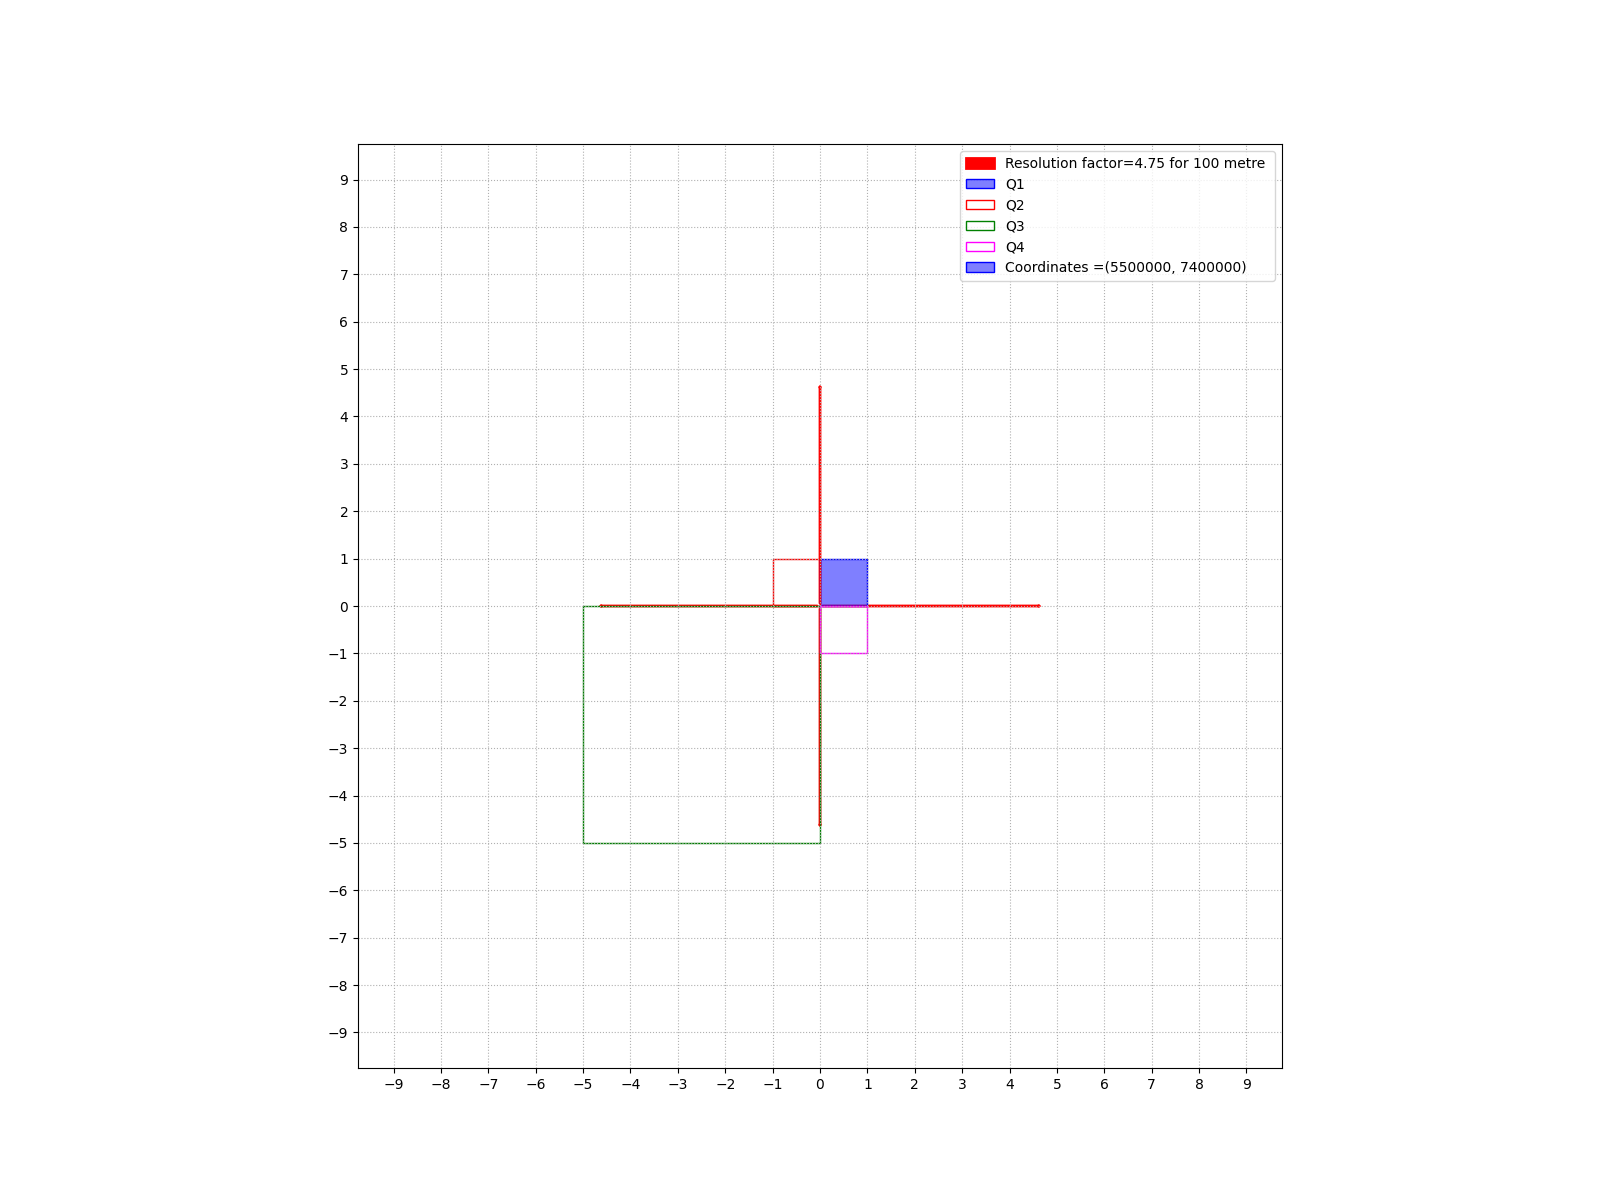 Resolution factor=4.75 for 100 metre
Q1
Q2
Q3
Q4
Coordinates =(5500000, 7400000)
9
8
7
6
5
4
3
2
1
0
−1
−2
−3
−4
−5
−6
−7
−8
−9
−9 −8 −7 −6 −5 −4 −3 −2 −1 0 1 2 3 4 5 6 7 8 9